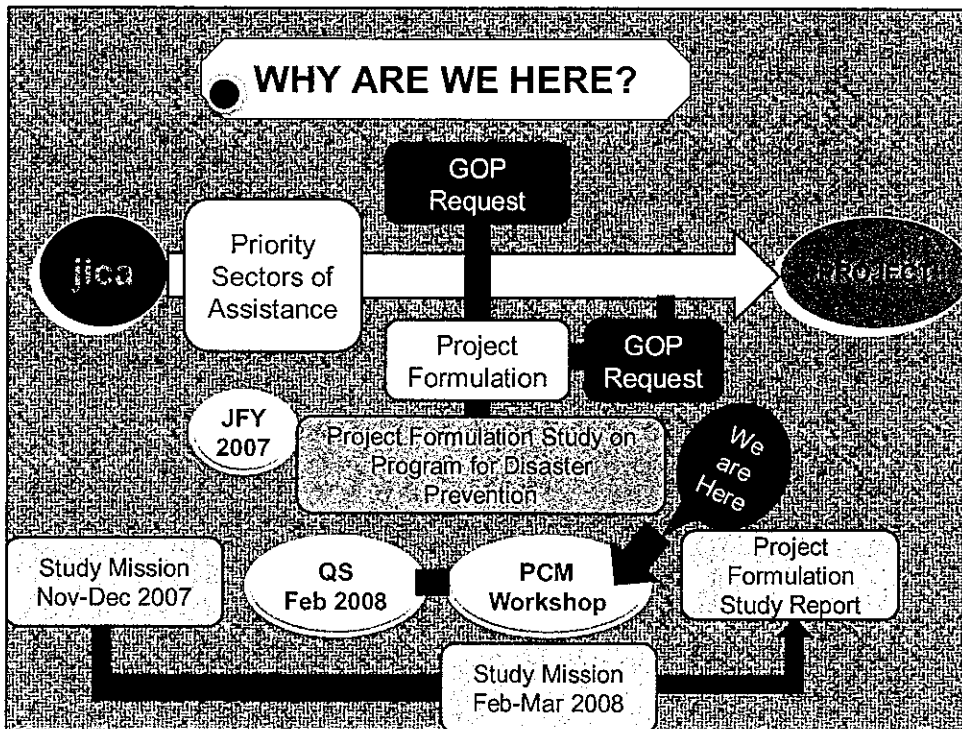 WHY ARE WE HERE?
GOP
Request
jica
Priority
Sectors of
Assistance
PROJECT
Project
Formulation
GOP
Request
JFY
2007
Project Formulation Study on
Program for Disaster
Prevention
We
are
Here
Study Mission
Nov-Dec 2007
QS
Feb 2008
PCM
Workshop
Project
Formulation
Study Report
Study Mission
Feb-Mar 2008